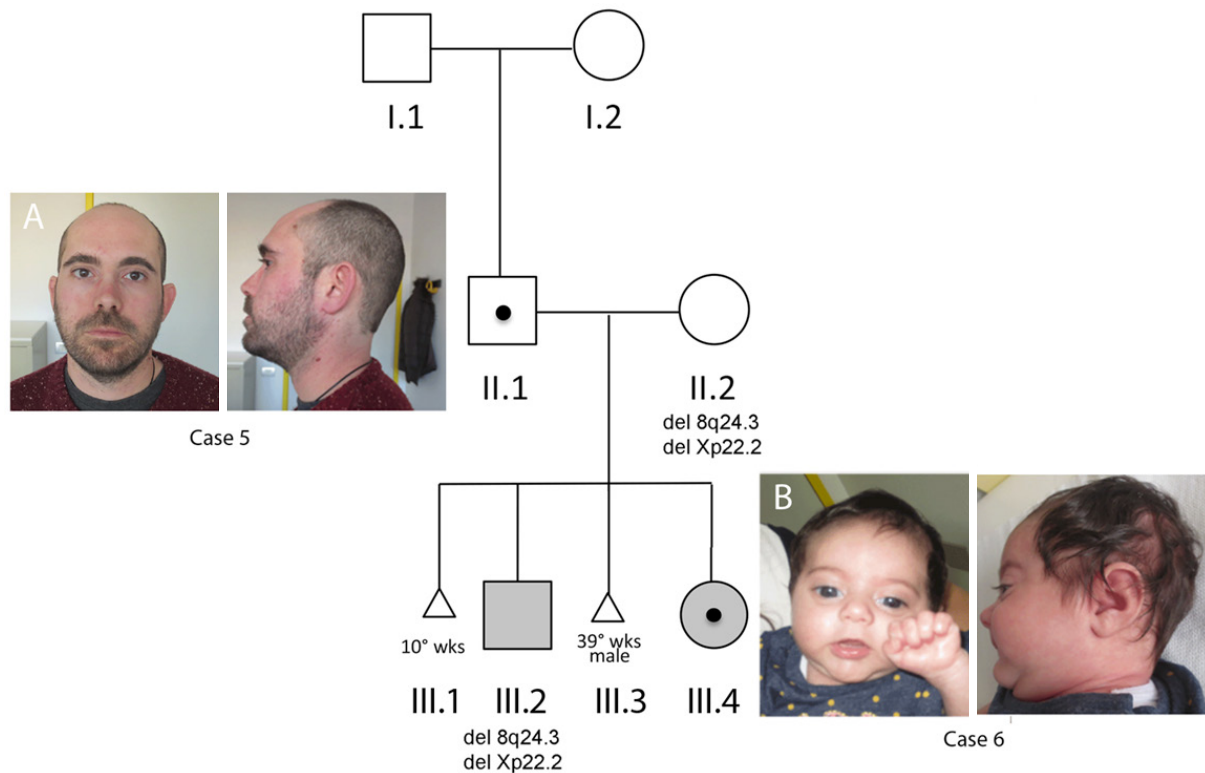 I.1
I.2
A
Case 5
II.1
II.2
del 8q24.3
del Xp22.2
B
Case 6
10° wks
39° wks
male
III.1
III.2
III.3
III.4
del 8q24.3
del Xp22.2